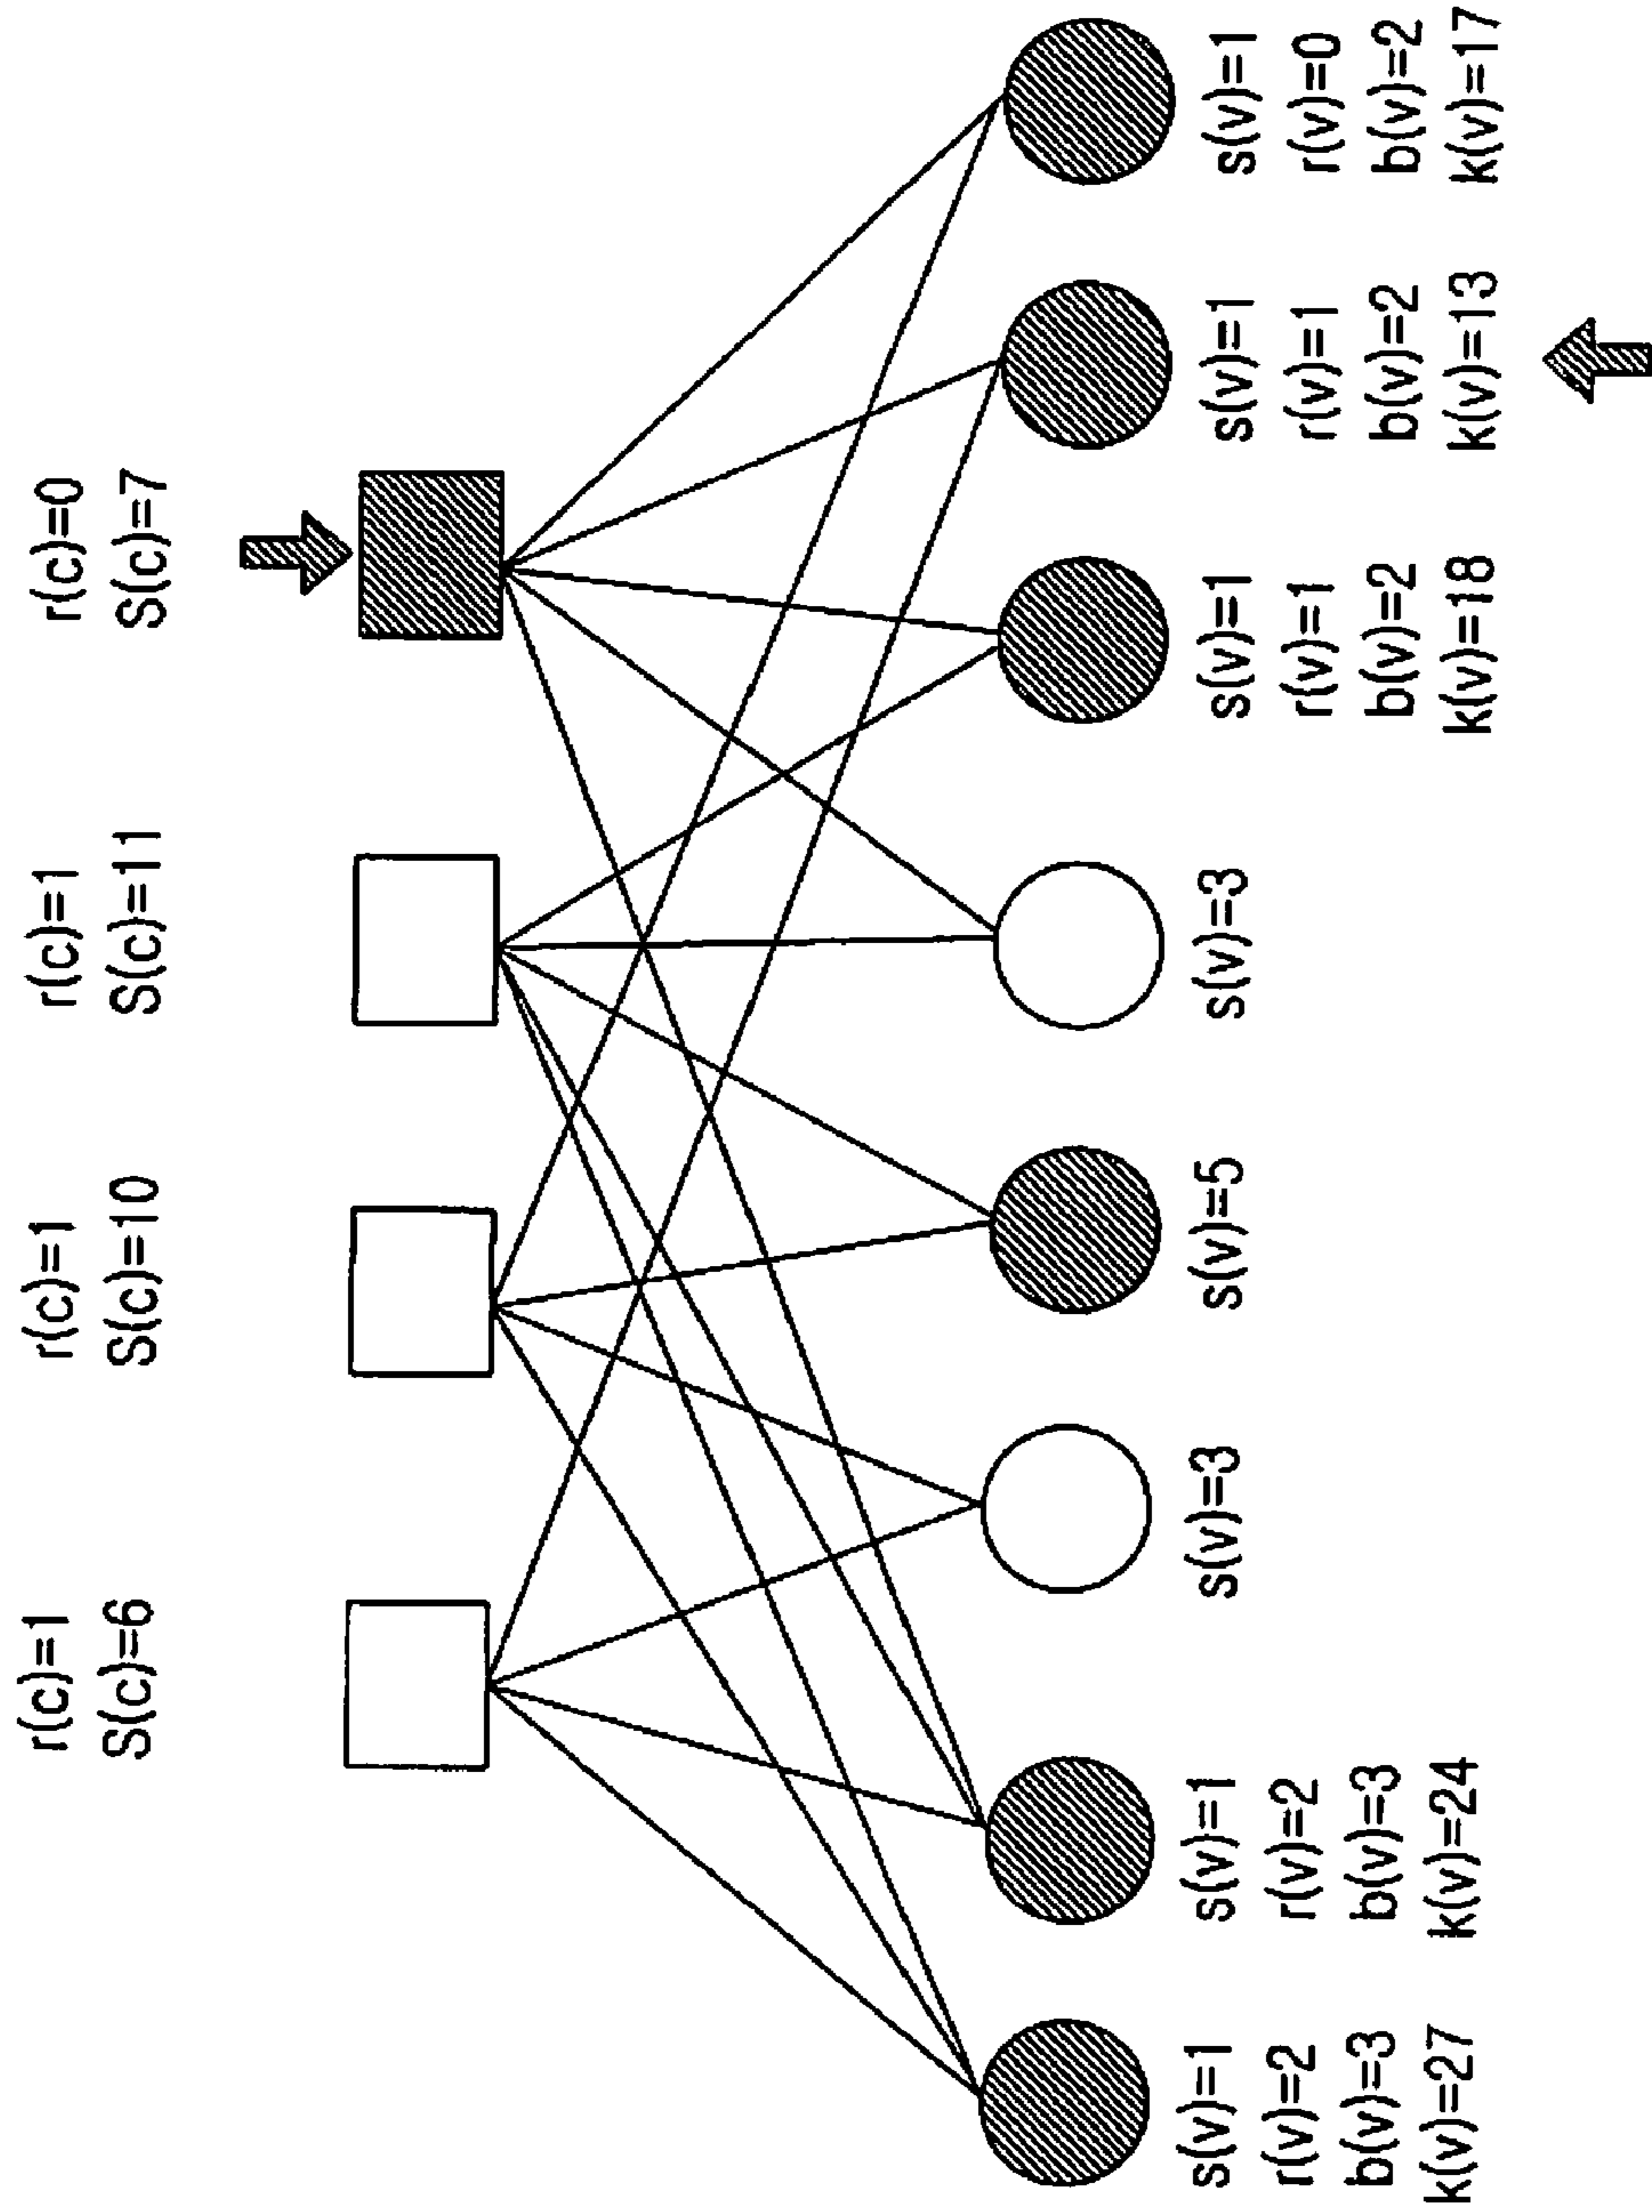 r(c)=1
S(c)=6
r(c)=1
S(c)=10
r(c)=1
S(c)=11
r(c)=0
S(c)=7
s(v)=1
r(v)=2
b(v)=3
k(v)=27
s(v)=1
r(v)=2
b(v)=3
k(v)=24
s(v)=3
s(v)=5
s(v)=3
s(v)=1
r(v)=1
b(v)=2
k(v)=18
s(v)=1
r(v)=1
b(v)=2
k(v)=13
s(v)=1
r(v)=0
b(v)=2
k(v)=17